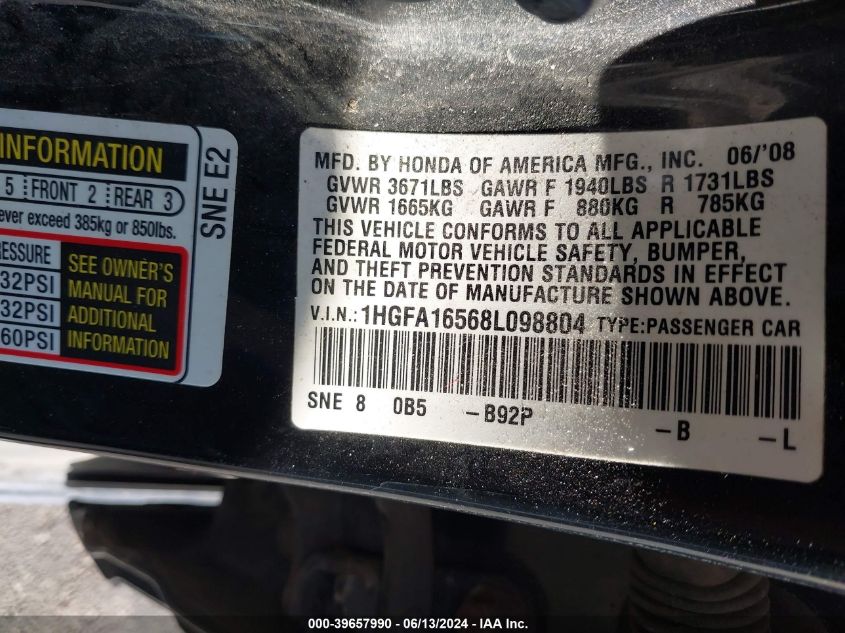 INFORMATION
5 FRONT 2 REAR 3
ever exceed 385kg or 850lbs.
RESSURE
32PSI
32PSI
60PSI
SEE OWNER'S
MANUAL FOR
ADDITIONAL
INFORMATION
SNE E2
MFD. BY HONDA OF AMERICA MFG., INC. 06/'08
GVWR 3671LBS GAWR F 1940LBS R 1731LBS
GVWR 1665KG GAWR F 880KG R 785KG
THIS VEHICLE CONFORMS TO ALL APPLICABLE
FEDERAL MOTOR VEHICLE SAFETY, BUMPER,
AND THEFT PREVENTION STANDARDS IN EFFECT
ON THE DATE OF MANUFACTURE SHOWN ABOVE.
V.I.N.: 1HGFA16568L098804 TYPE:PASSENGER CAR
SNE 8 0B5 -B92P -B -L
000-39657990 - 06/13/2024 - IAA Inc.